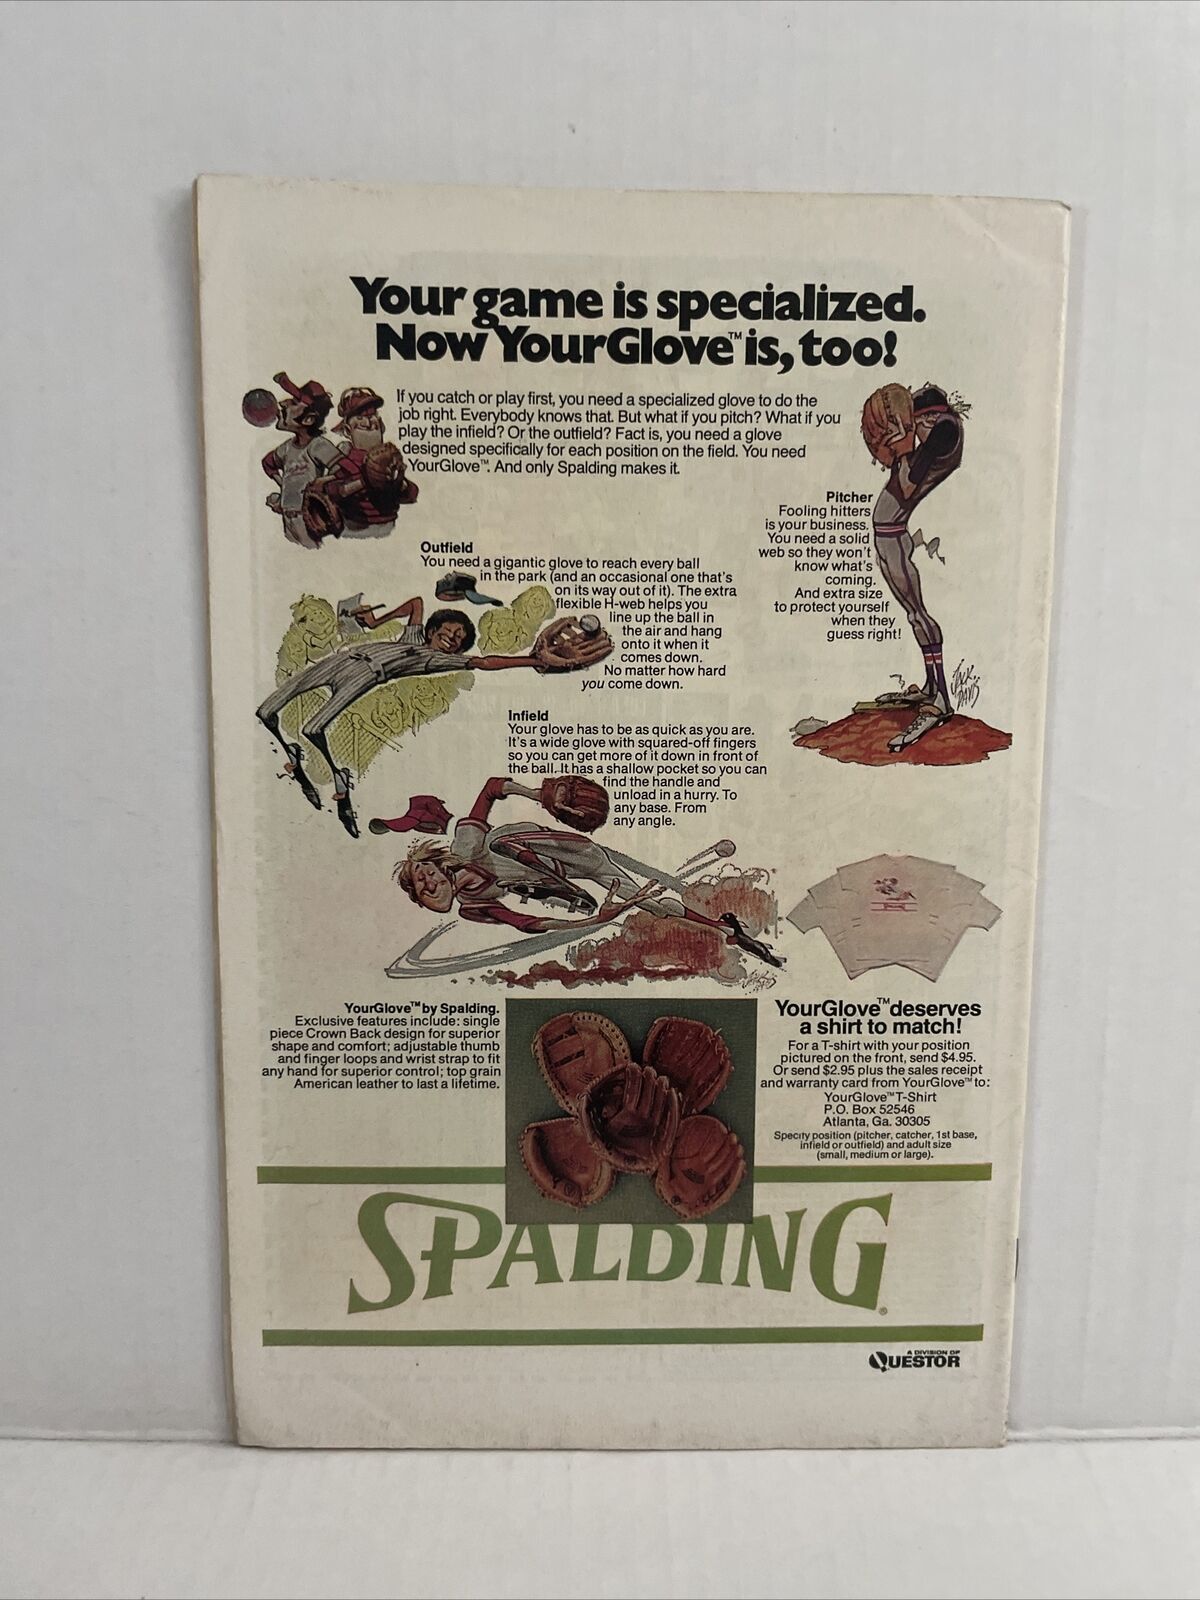 Your game is specialized.
Now YourGlove™ is, too!
If you catch or play first, you need a specialized glove to do the
job right. Everybody knows that. But what if you pitch? What if you
play the infield? Or the outfield? Fact is, you need a glove
designed specifically for each position on the field. You need
YourGlove™. And only Spalding makes it.
Pitcher
Fooling hitters
is your business.
You need a solid
web so they won't
know what's
coming.
And extra size
to protect yourself
when they
guess right!
JACK
DAVIS
Outfield
You need a gigantic glove to reach every ball
in the park (and an occasional one that's
on its way out of it). The extra
flexible H-web helps you
line up the ball in
the air and hang
onto it when it
comes down.
No matter how hard
you come down.
Infield
Your glove has to be as quick as you are.
It's a wide glove with squared-off fingers
so you can get more of it down in front of
the ball. It has a shallow pocket so you can
find the handle and
unload in a hurry. To
any base. From
any angle.
YourGlove™ by Spalding.
Exclusive features include: single
piece Crown Back design for superior
shape and comfort; adjustable thumb
and finger loops and wrist strap to fit
any hand for superior control; top grain
American leather to last a lifetime.
YourGlove™ deserves
a shirt to match!
For a T-shirt with your position
pictured on the front, send $4.95.
Or send $2.95 plus the sales receipt
and warranty card from YourGlove™ to:
YourGlove™ T-Shirt
P.O. Box 52546
Atlanta, Ga. 30305
Specify position (pitcher, catcher, 1st base,
infield or outfield) and adult size
(small, medium or large).
SPALDING®
A DIVISION OF
QUESTOR